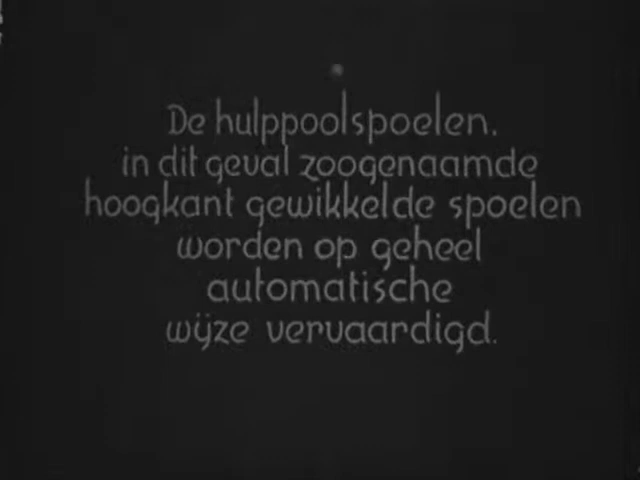 De hulppoolspoelen.
in dit geval zoogenaamde
hoogkant gewikkelde spoelen
worden op geheel
automatische
wijze vervaardigd.